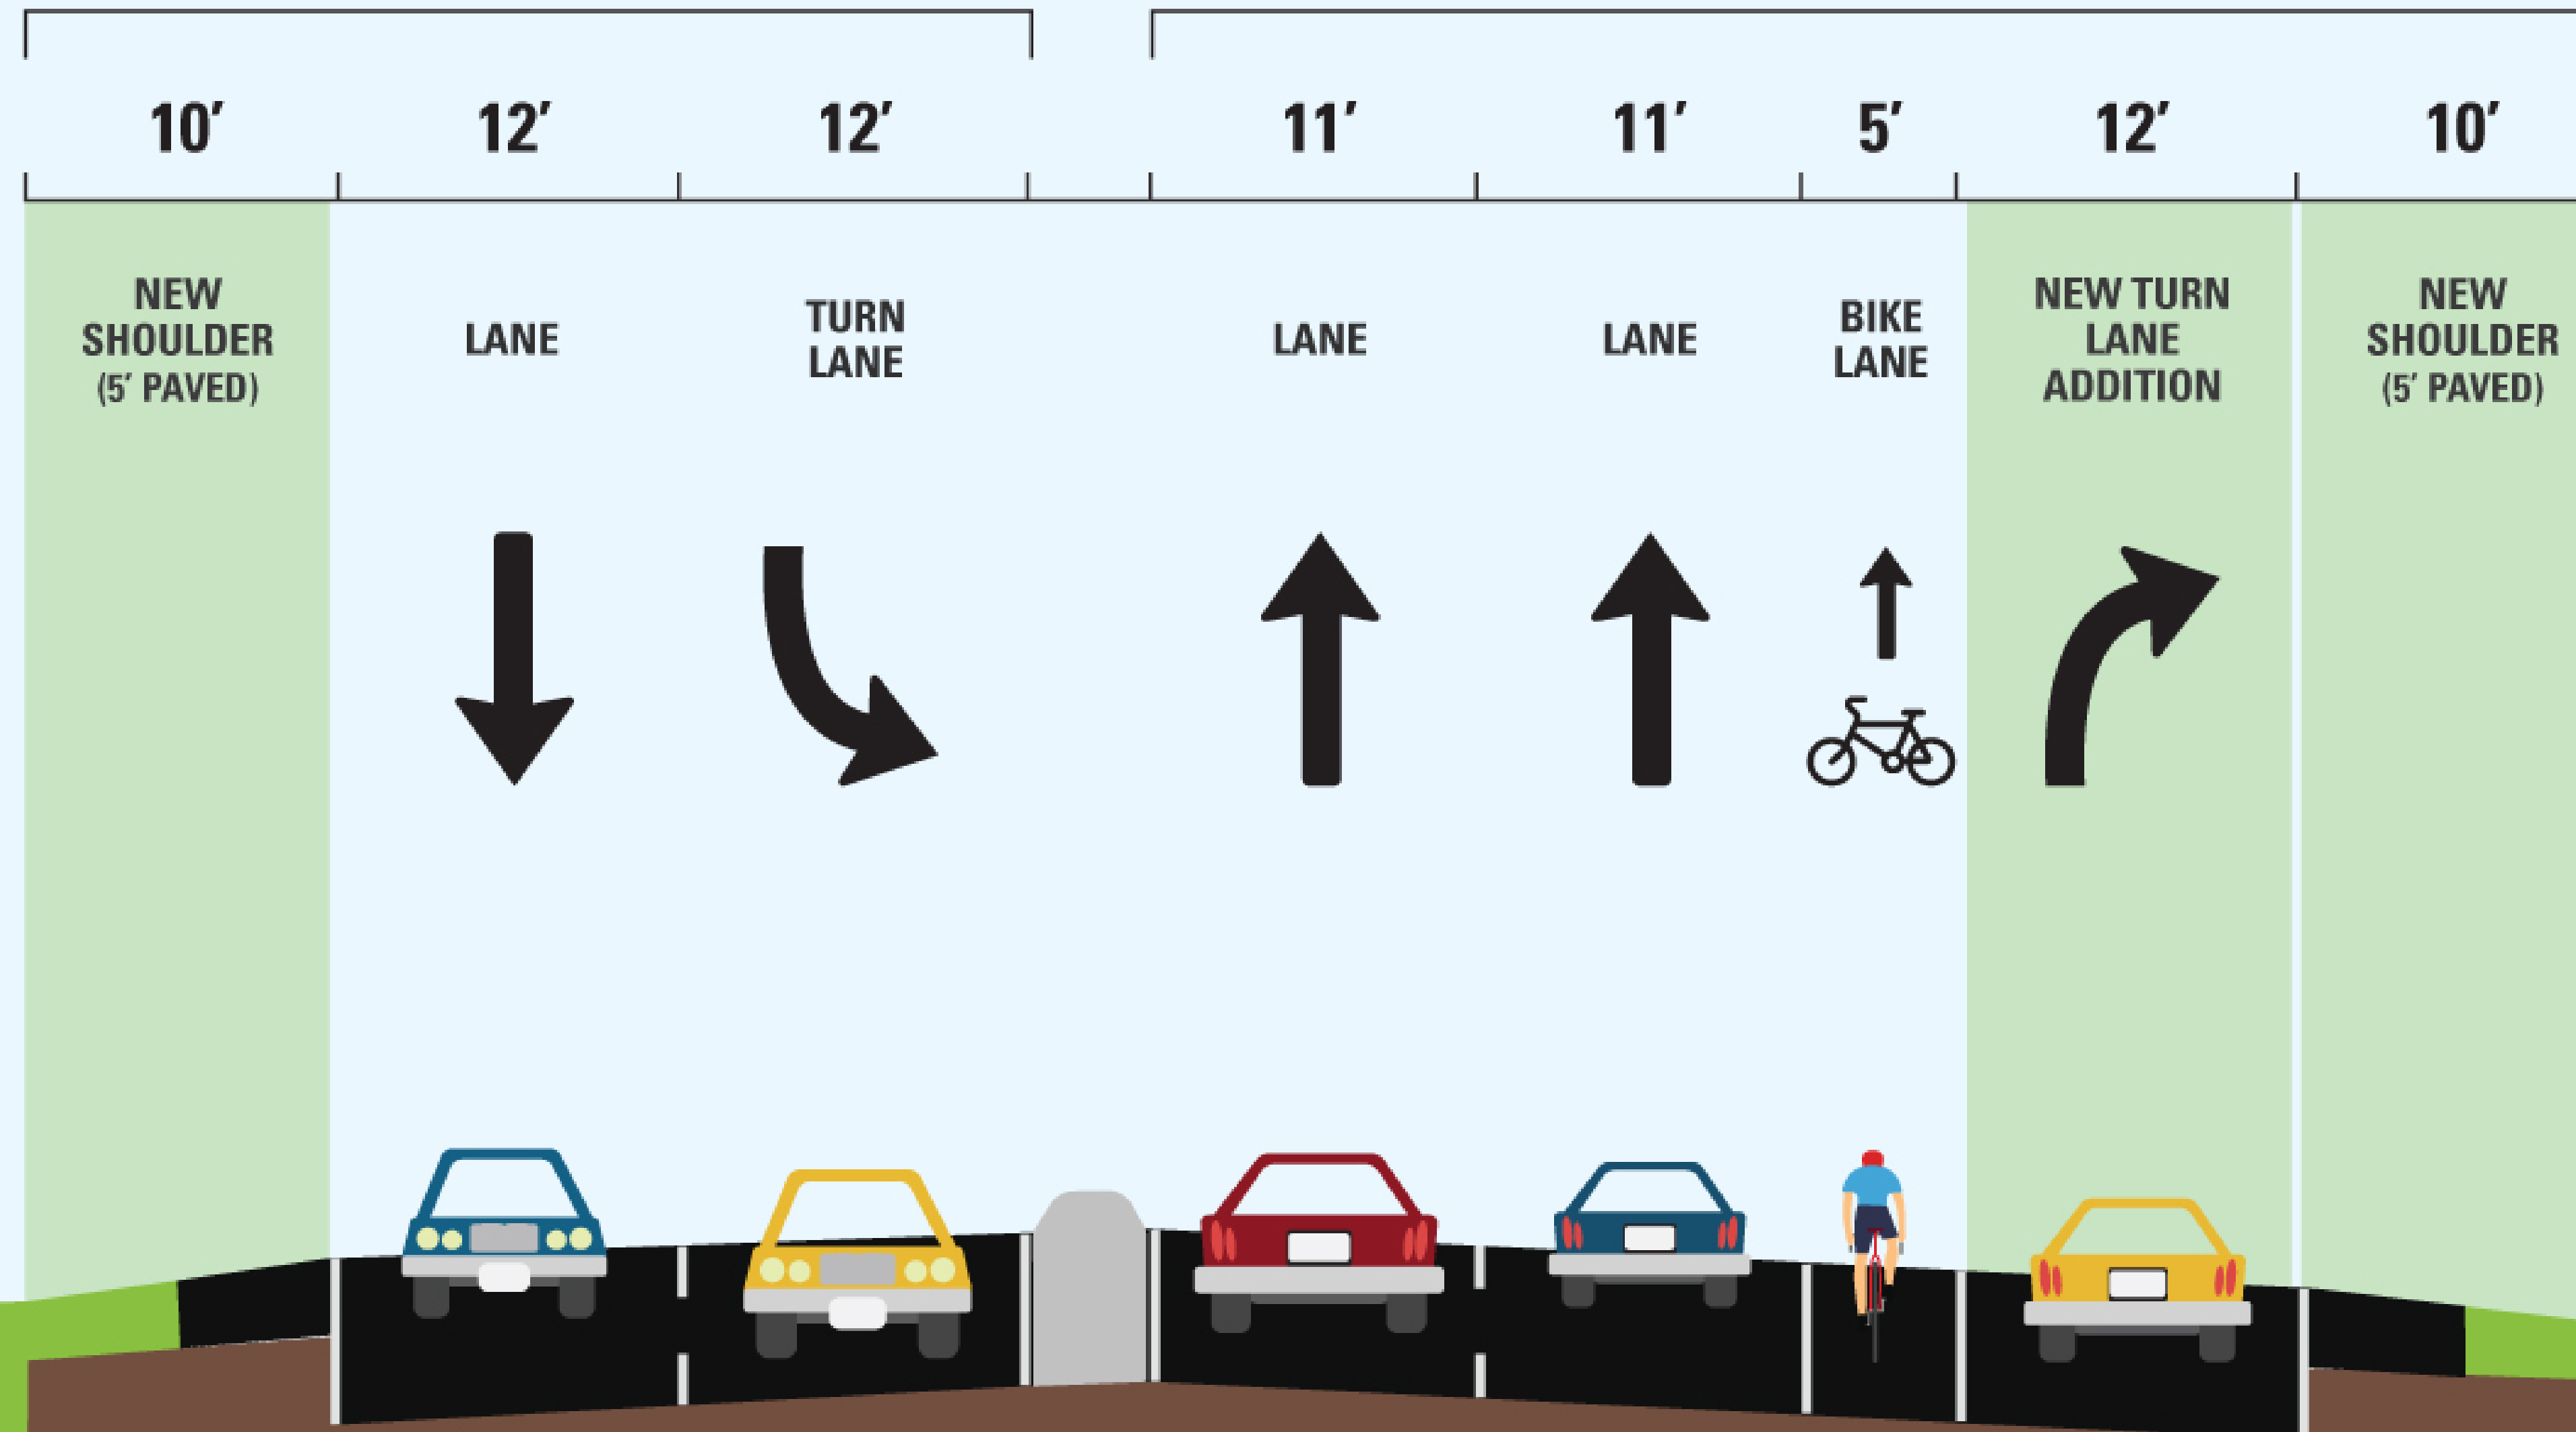 10′ 12′ 12′ 11′ 11′ 5′ 12′ 10′
NEW
SHOULDER
(5′ PAVED)
LANE
TURN
LANE
LANE
LANE
BIKE
LANE
NEW TURN
LANE
ADDITION
NEW
SHOULDER
(5′ PAVED)